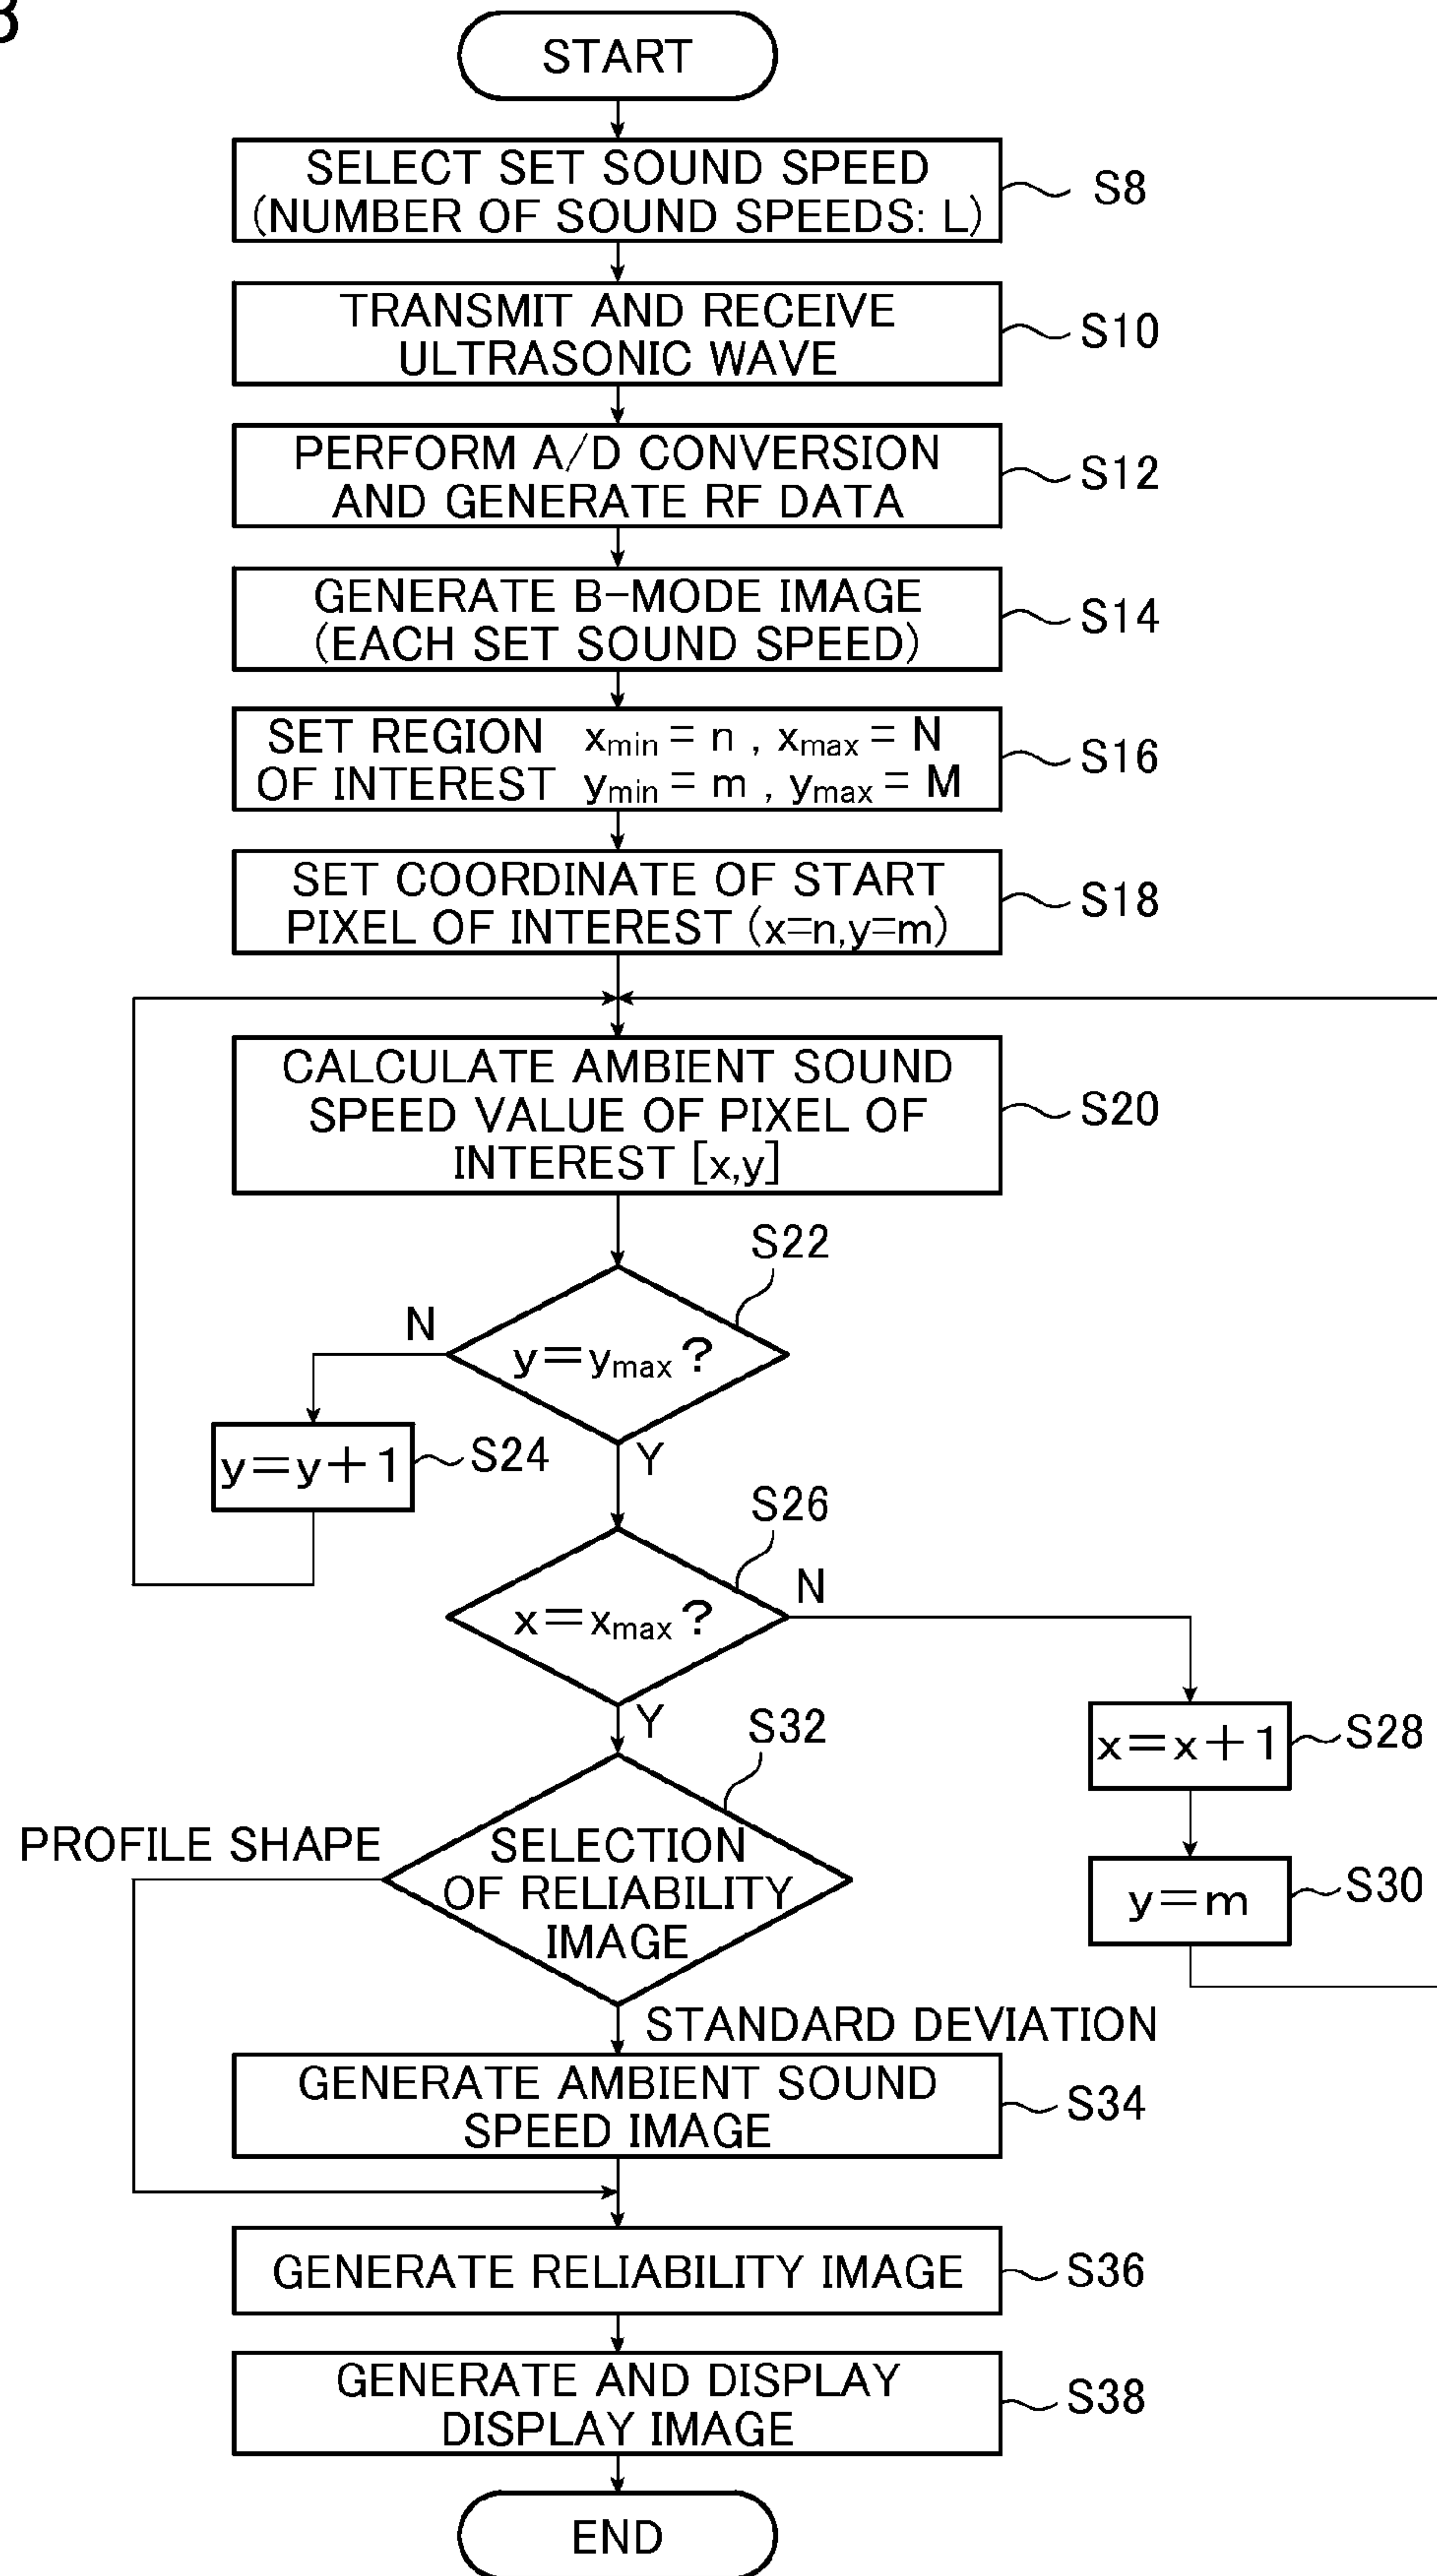 START
SELECT SET SOUND SPEED
(NUMBER OF SOUND SPEEDS: L)
S8
TRANSMIT AND RECEIVE
ULTRASONIC WAVE
S10
PERFORM A/D CONVERSION
AND GENERATE RF DATA
S12
GENERATE B-MODE IMAGE
(EACH SET SOUND SPEED)
S14
SET REGION xmin = n , xmax = N
OF INTEREST ymin = m , ymax = M
S16
SET COORDINATE OF START
PIXEL OF INTEREST (x=n,y=m)
S18
CALCULATE AMBIENT SOUND
SPEED VALUE OF PIXEL OF
INTEREST [x,y]
S20
S22
N
y=ymax?
y=y+1
S24
Y
S26
N
x=xmax?
Y
S32
x=x+1
S28
PROFILE SHAPE
SELECTION
OF RELIABILITY
IMAGE
y=m
S30
STANDARD DEVIATION
GENERATE AMBIENT SOUND
SPEED IMAGE
S34
GENERATE RELIABILITY IMAGE
S36
GENERATE AND DISPLAY
DISPLAY IMAGE
S38
END